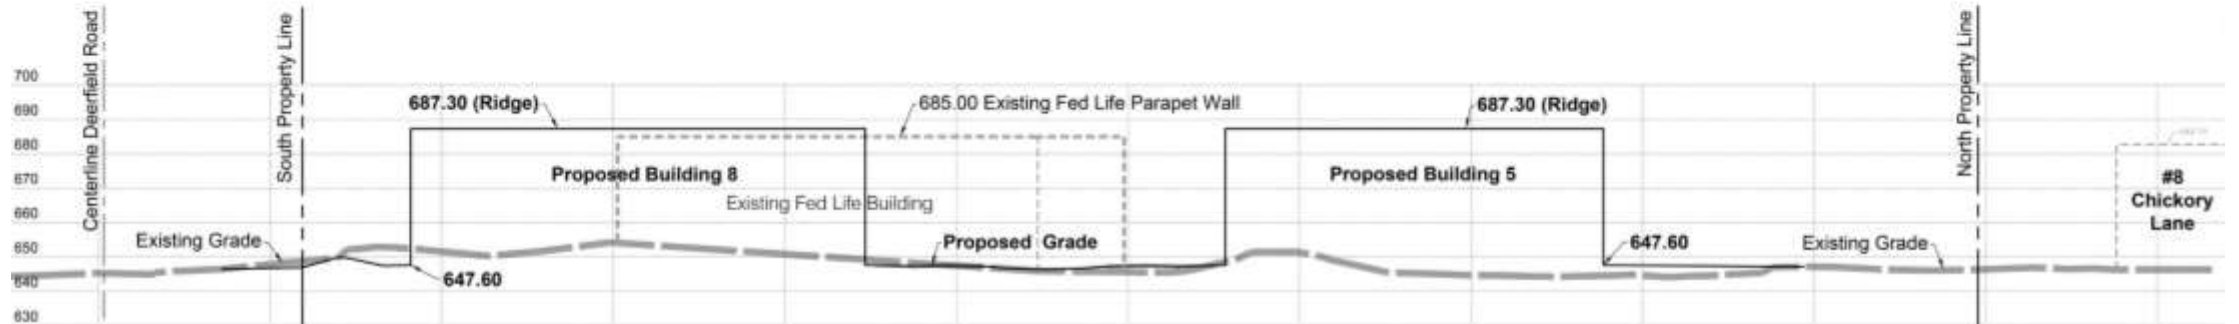 Centerline Deerfield Road
South Property Line
North Property Line
700
690
680
670
660
650
640
630
687.30 (Ridge)
685.00 Existing Fed Life Parapet Wall
687.30 (Ridge)
Proposed Building 8
Existing Fed Life Building
Proposed Building 5
#8
Chickory
Lane
Existing Grade
Proposed Grade
647.60
Existing Grade
647.60